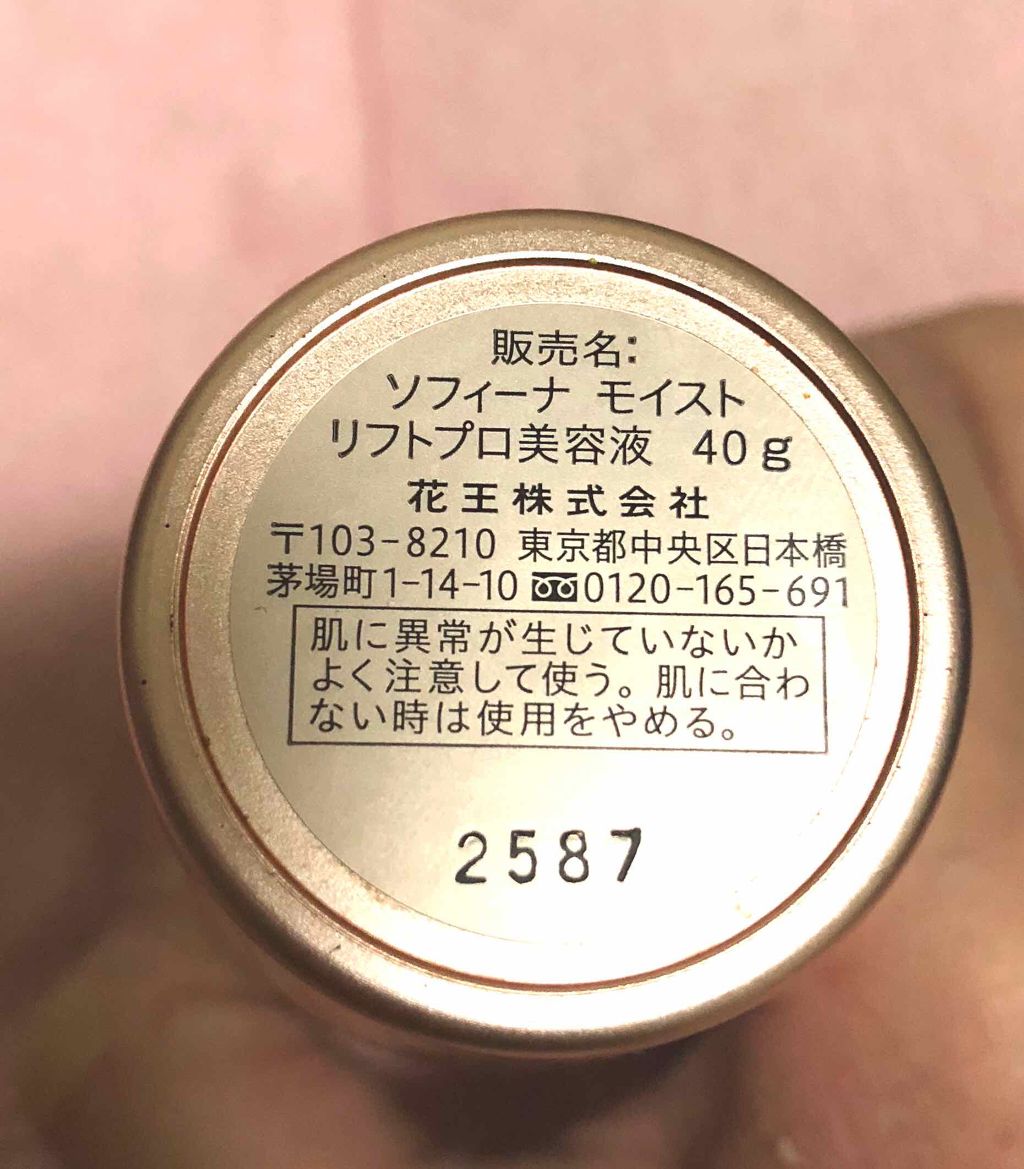 販売名:
ソフィーナ モイスト
リフトプロ美容液 40g
花王株式会社
〒103-8210 東京都中央区日本橋
茅場町1-14-10 0120-165-691
肌に異常が生じていないか
よく注意して使う。肌に合わ
ない時は使用をやめる。
2587